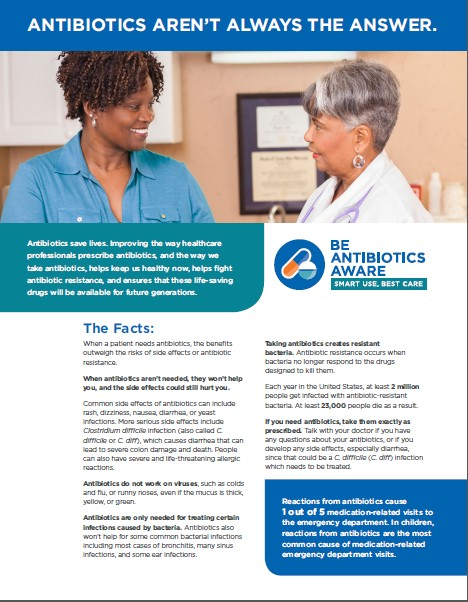 ANTIBIOTICS AREN'T ALWAYS THE ANSWER.
Antibiotics save lives. Improving the way healthcare
professionals prescribe antibiotics, and the way we
take antibiotics, helps keep us healthy now, helps fight
antibiotic resistance, and ensures that these life-saving
drugs will be available for future generations.
BE
ANTIBIOTICS
AWARE
SMART USE, BEST CARE
The Facts:
When a patient needs antibiotics, the benefits
outweigh the risks of side effects or antibiotic
resistance.
When antibiotics aren't needed, they won't help
you, and the side effects could still hurt you.
Common side effects of antibiotics can include
rash, dizziness, nausea, diarrhea, or yeast
infections. More serious side effects include
Clostridium difficile infection (also called C.
difficile or C. diff), which causes diarrhea that can
lead to severe colon damage and death. People
can also have severe and life-threatening allergic
reactions.
Antibiotics do not work on viruses, such as colds
and flu, or runny noses, even if the mucus is thick,
yellow, or green.
Antibiotics are only needed for treating certain
infections caused by bacteria. Antibiotics also
won't help for some common bacterial infections
including most cases of bronchitis, many sinus
infections, and some ear infections.
Taking antibiotics creates resistant
bacteria. Antibiotic resistance occurs when
bacteria no longer respond to the drugs
designed to kill them.
Each year in the United States, at least 2 million
people get infected with antibiotic-resistant
bacteria. At least 23,000 people die as a result.
If you need antibiotics, take them exactly as
prescribed. Talk with your doctor if you have
any questions about your antibiotics, or if you
develop any side effects, especially diarrhea,
since that could be a C. difficile (C. diff) infection
which needs to be treated.
Reactions from antibiotics cause
1 out of 5 medication-related visits to
the emergency department. In children,
reactions from antibiotics are the most
common cause of medication-related
emergency department visits.